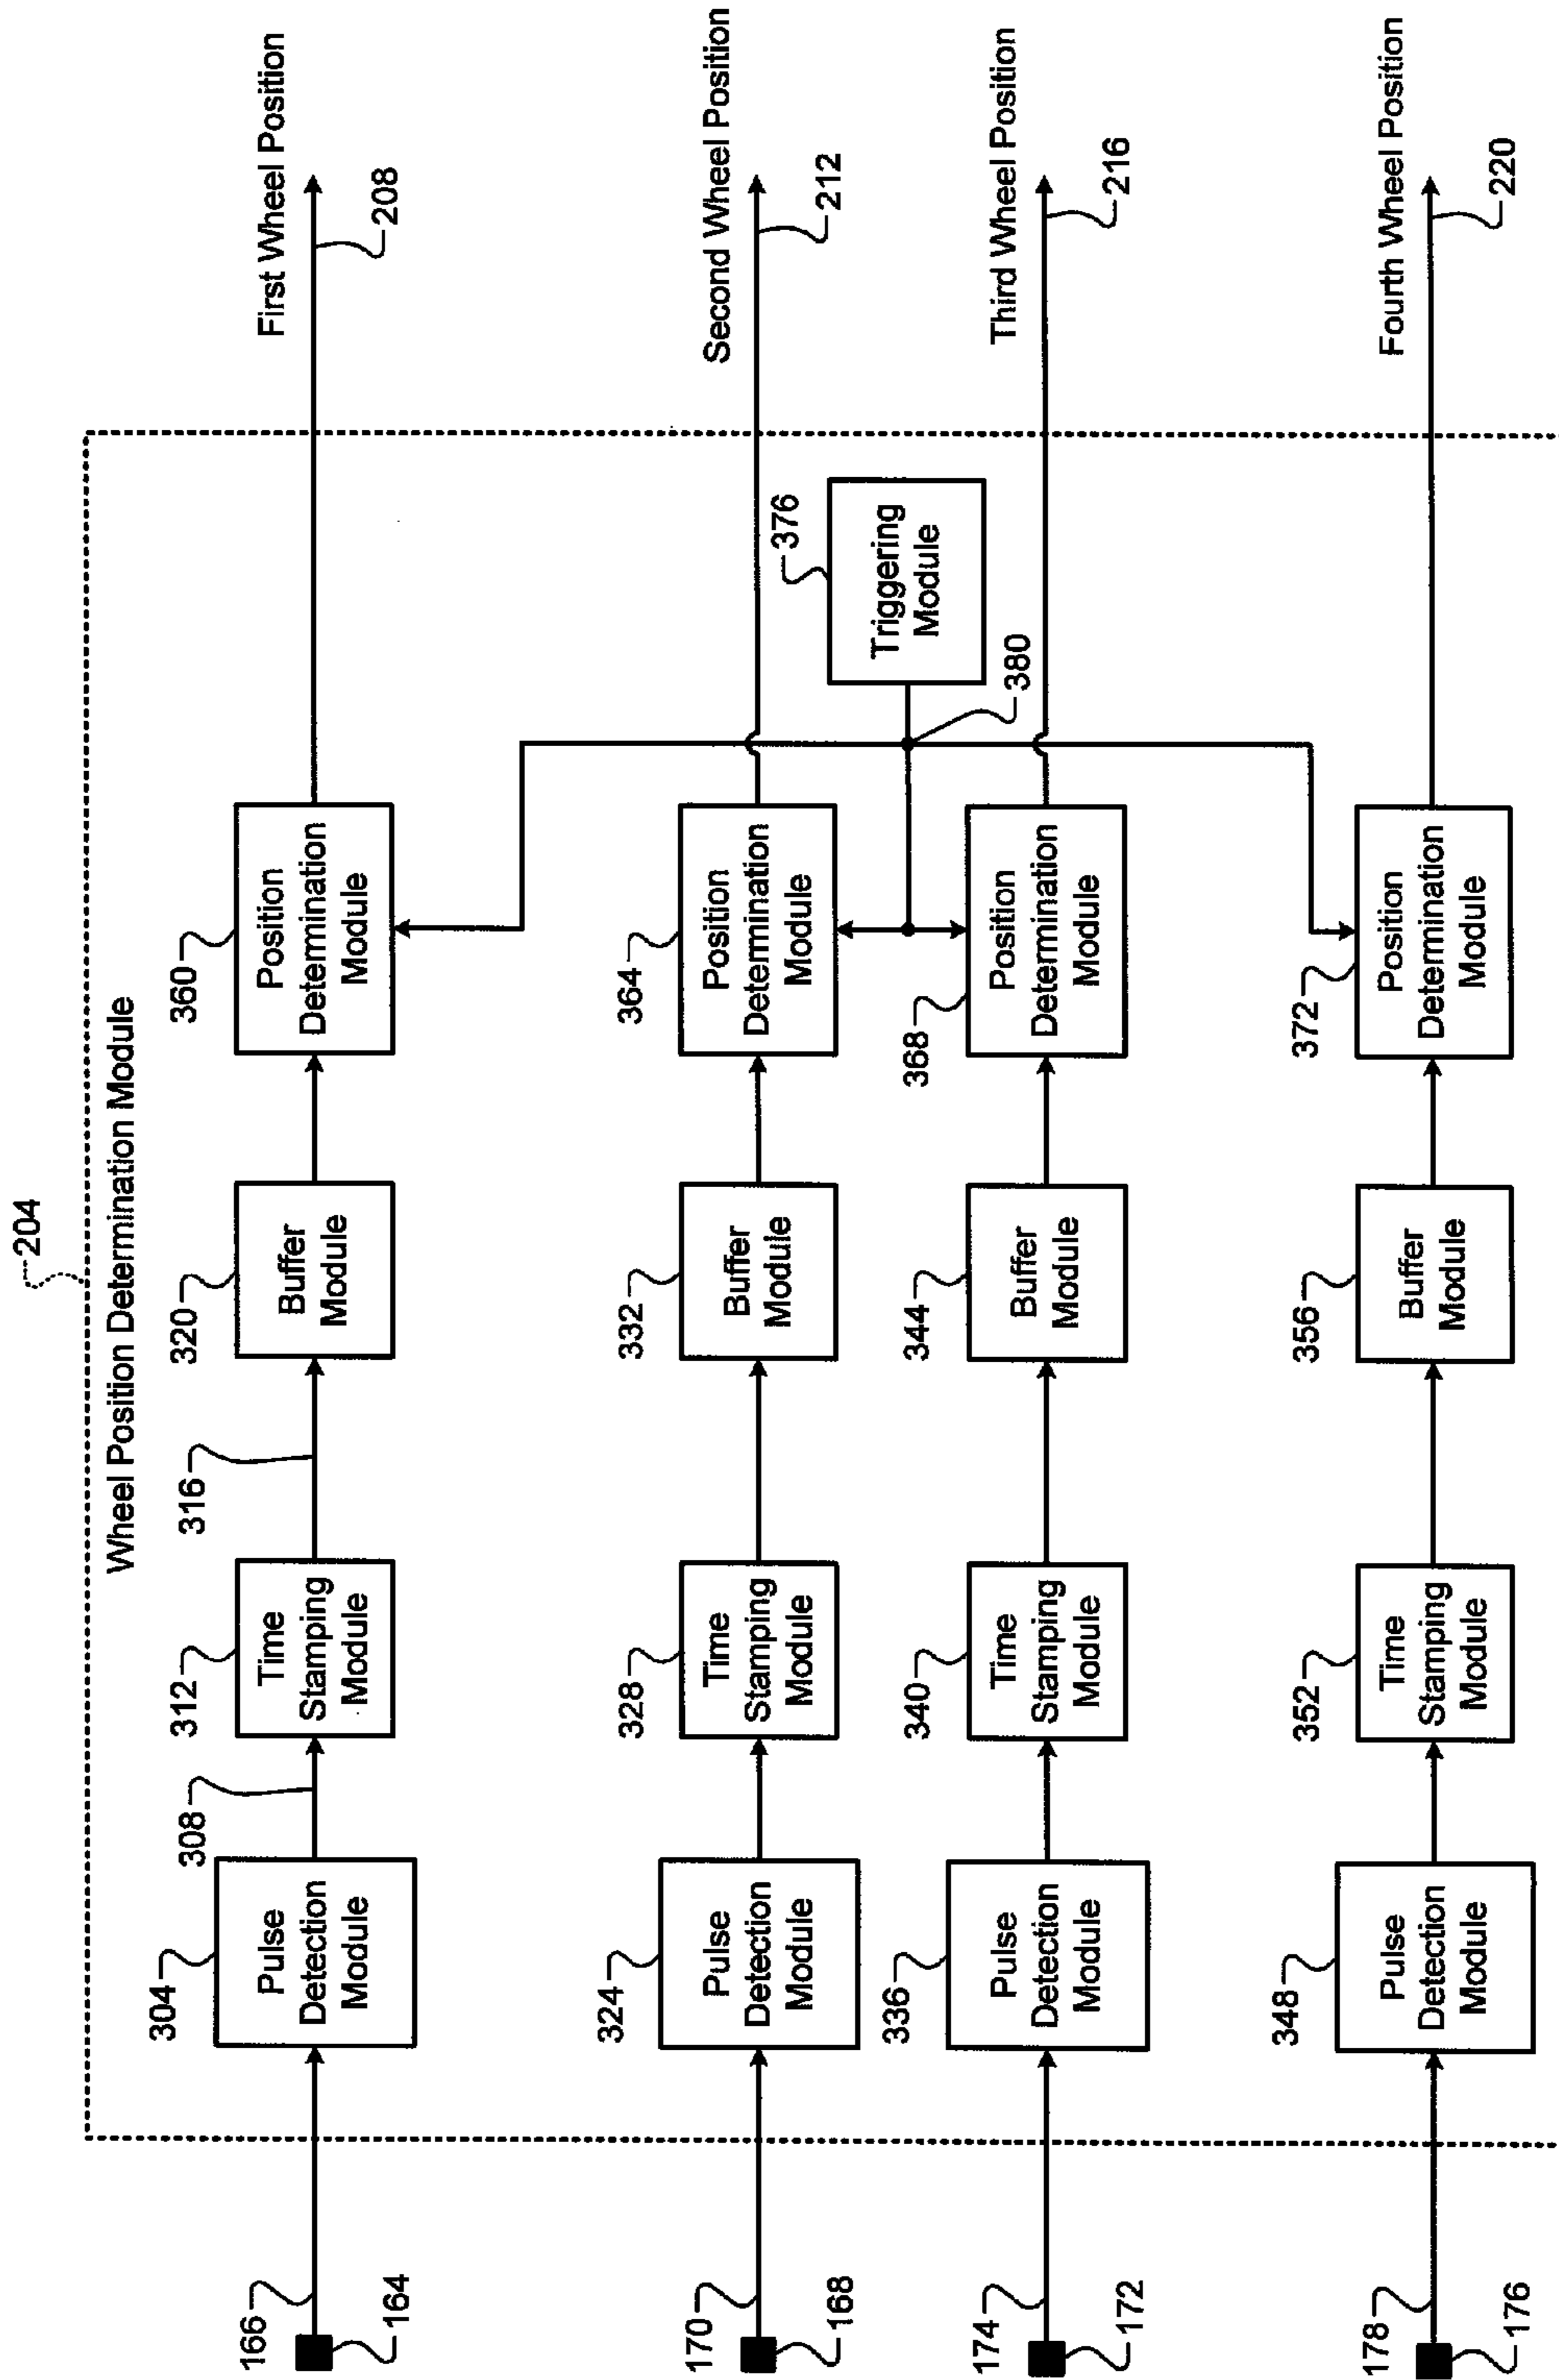 204
Wheel Position Determination Module
166
164
304
Pulse
Detection
Module
308
312
Time
Stamping
Module
316
320
Buffer
Module
360
Position
Determination
Module
First Wheel Position
208
170
168
324
Pulse
Detection
Module
328
Time
Stamping
Module
332
Buffer
Module
364
Position
Determination
Module
376
Triggering
Module
380
Second Wheel Position
212
174
172
336
Pulse
Detection
Module
340
Time
Stamping
Module
344
Buffer
Module
368
Position
Determination
Module
Third Wheel Position
216
178
176
348
Pulse
Detection
Module
352
Time
Stamping
Module
356
Buffer
Module
372
Position
Determination
Module
Fourth Wheel Position
220